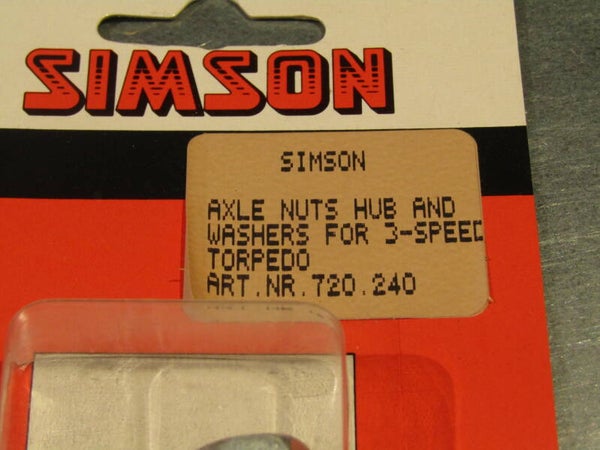 SIMSON
SIMSON
AXLE NUTS HUB AND
WASHERS FOR 3-SPEED
TORPEDO
ART.NR.720.240